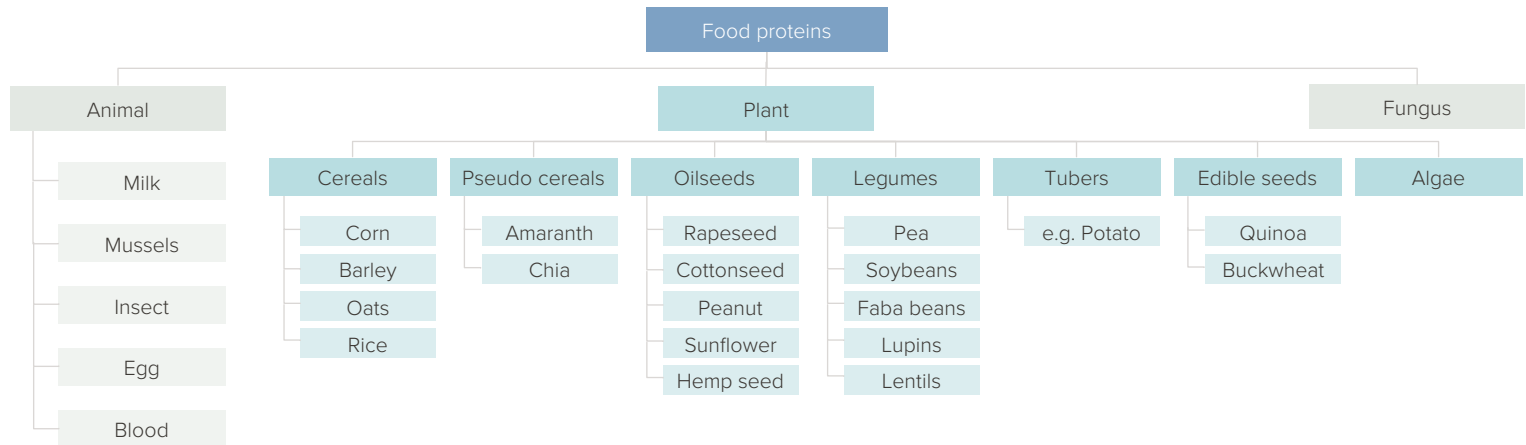 Food proteins
Animal
Plant
Fungus
Milk
Mussels
Insect
Egg
Blood
Cereals
Corn
Barley
Oats
Rice
Pseudo cereals
Amaranth
Chia
Oilseeds
Rapeseed
Cottonseed
Peanut
Sunflower
Hemp seed
Legumes
Pea
Soybeans
Faba beans
Lupins
Lentils
Tubers
e.g. Potato
Edible seeds
Quinoa
Buckwheat
Algae